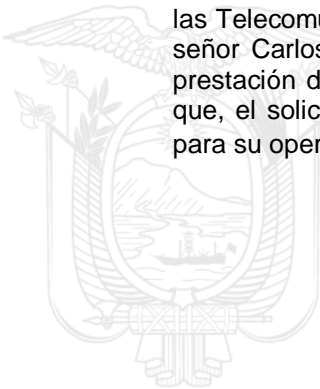 las Telecomu
señor Carlos
prestación d
que, el solic
para su oper